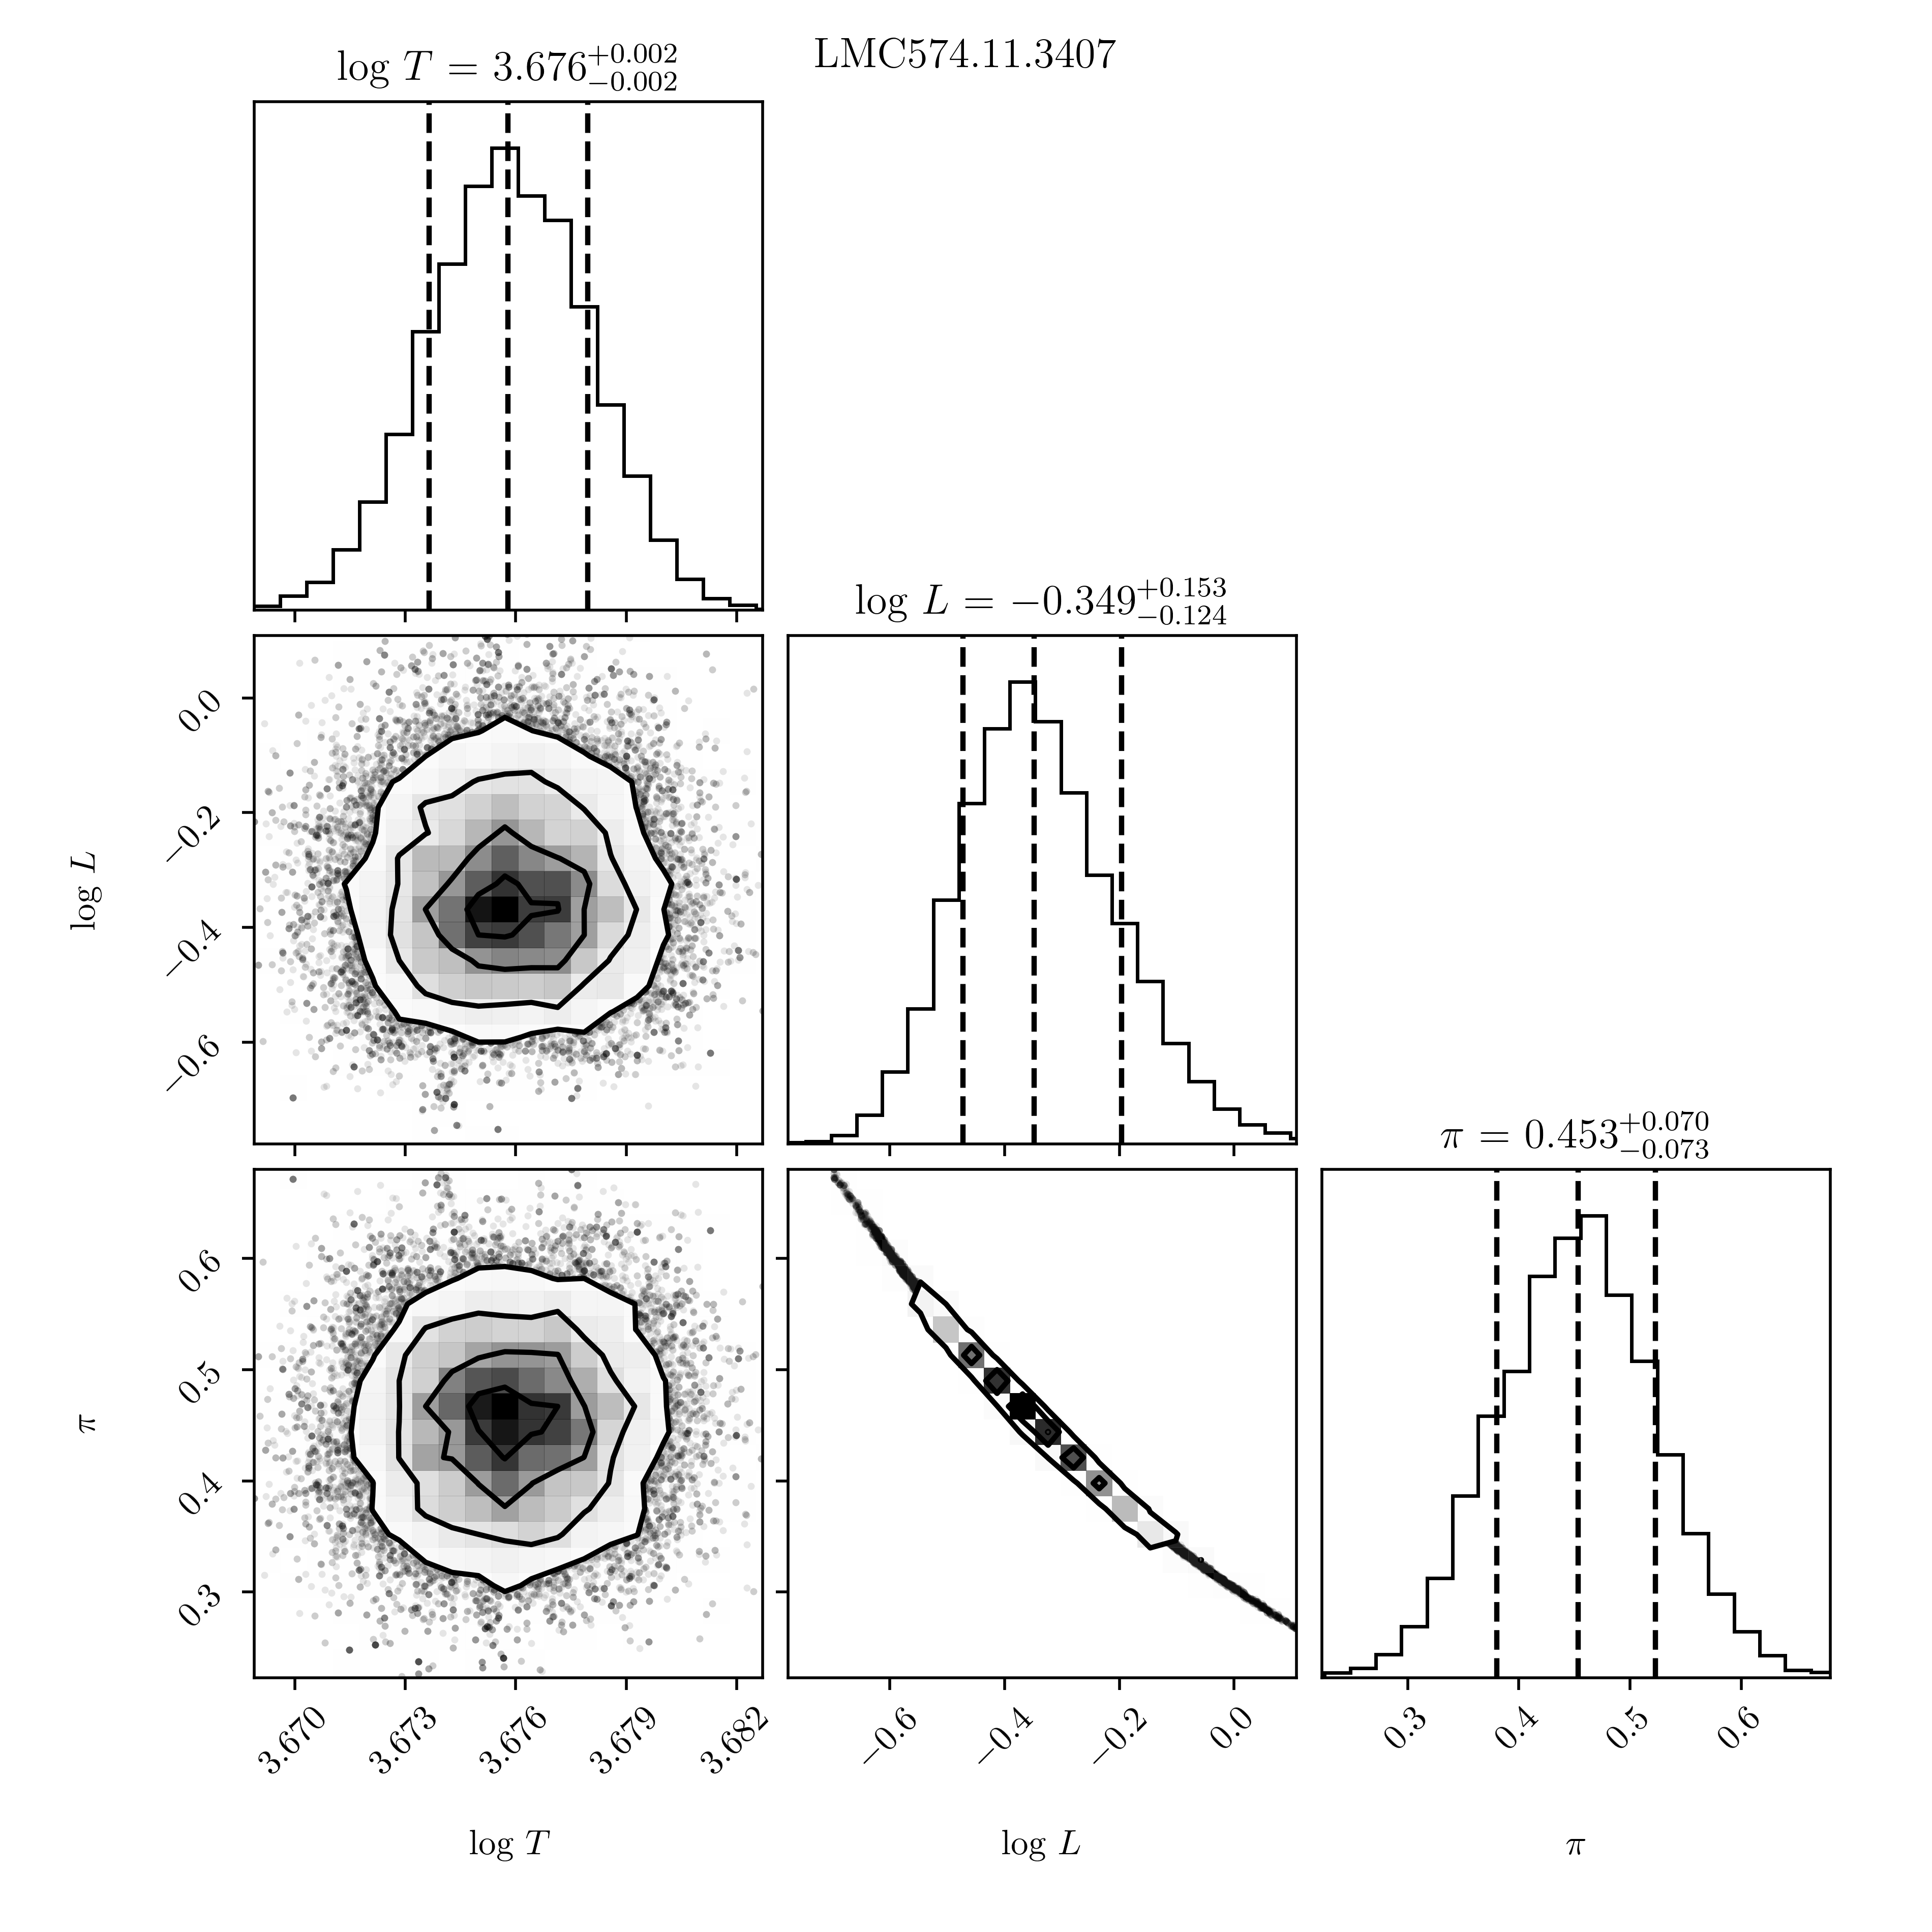 LMC574.11.3407
log T = 3.676+0.002−0.002
log L = −0.349+0.153−0.124
π = 0.453+0.070−0.073
log L
0.0
−0.2
−0.4
−0.6
π
0.6
0.5
0.4
0.3
3.670 3.673 3.676 3.679 3.682
−0.6 −0.4 −0.2 0.0
0.3 0.4 0.5 0.6
log T
log L
π